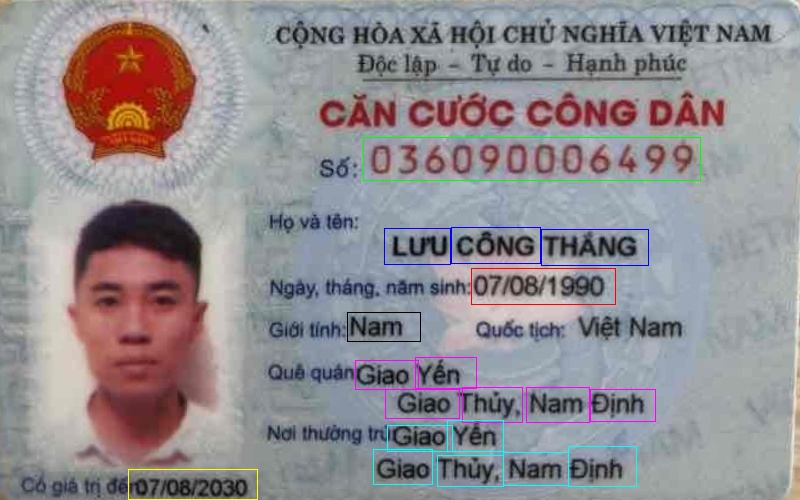 CỘNG HÒA XÃ HỘI CHỦ NGHĨA VIỆT NAM
Độc lập - Tự do - Hạnh phúc
CĂN CƯỚC CÔNG DÂN
Số: 036090006499
Họ và tên:
LƯU CÔNG THẮNG
Ngày, tháng, năm sinh: 07/08/1990
Giới tính: Nam Quốc tịch: Việt Nam
Quê quán: Giao Yến
Giao Thủy, Nam Định
Nơi thường trú: Giao Yến
Giao Thủy, Nam Định
Có giá trị đến 07/08/2030